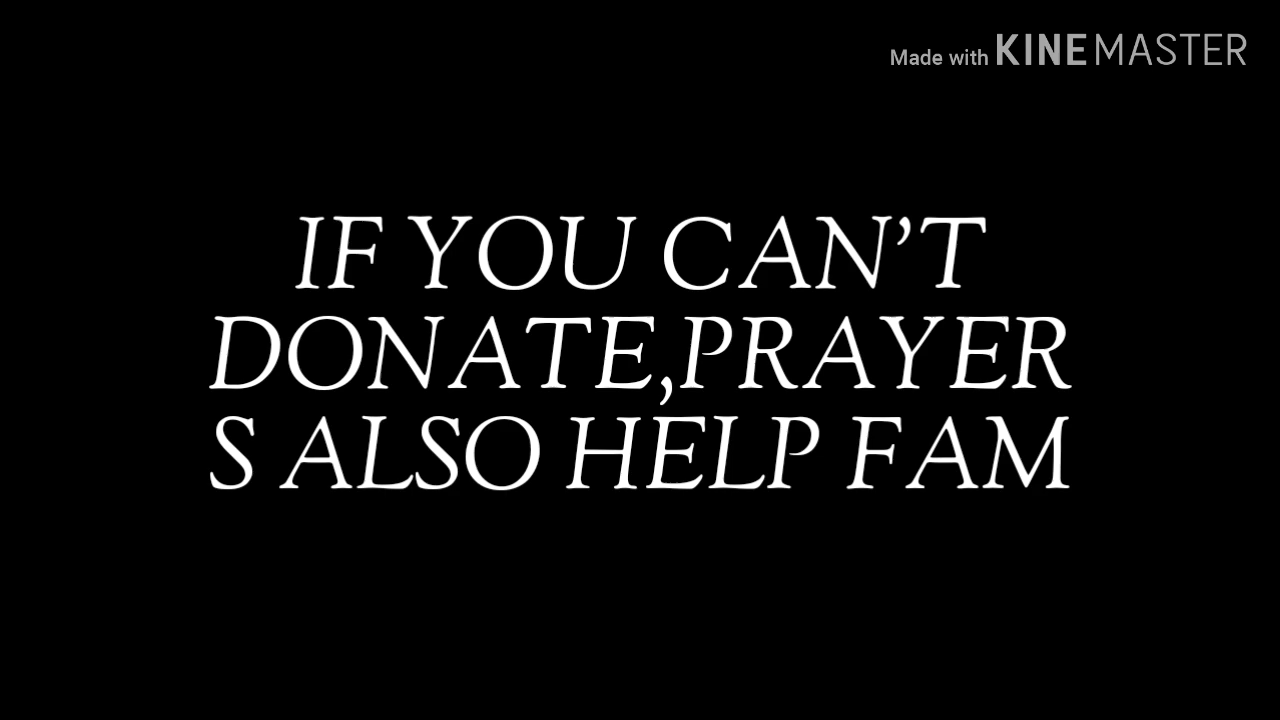 Made with KINEMASTER
IF YOU CAN’T
DONATE,PRAYER
S ALSO HELP FAM